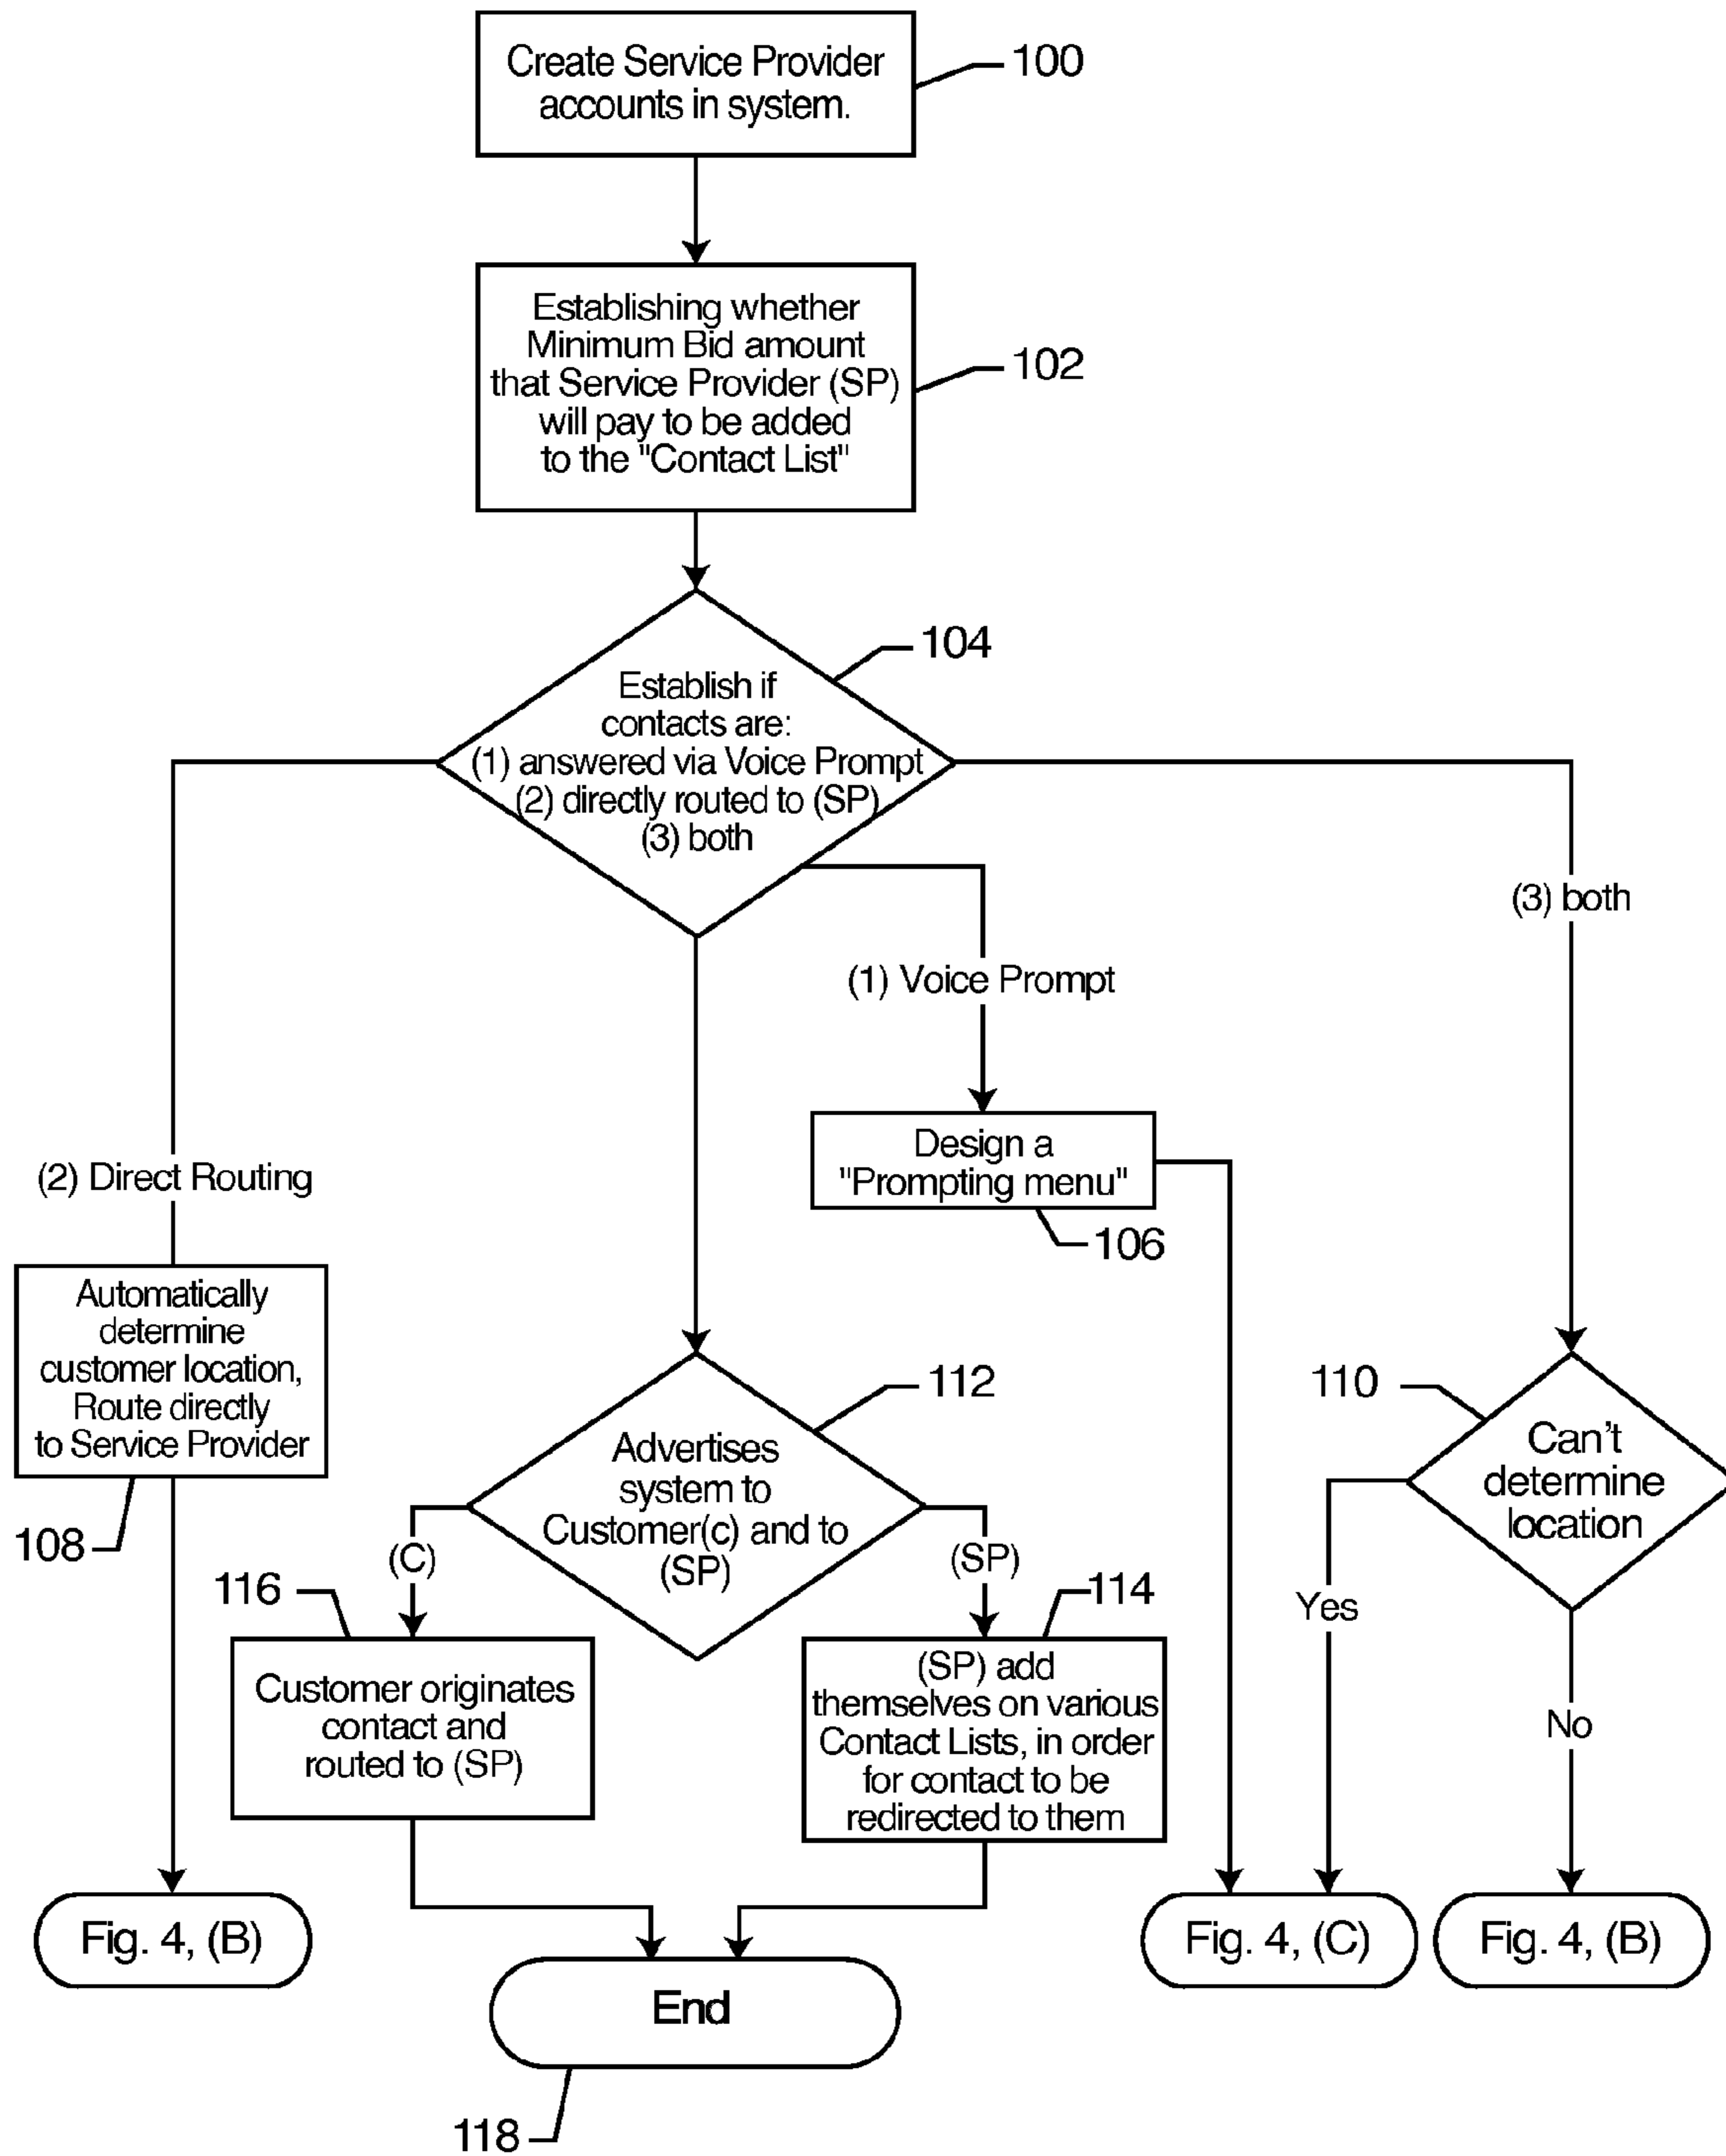 Create Service Provider
accounts in system.
100
Establishing whether
Minimum Bid amount
that Service Provider (SP)
will pay to be added
to the "Contact List"
102
104
Establish if
contacts are:
(1) answered via Voice Prompt
(2) directly routed to (SP)
(3) both
(3) both
(1) Voice Prompt
(2) Direct Routing
Design a
"Prompting menu"
106
Automatically
determine
customer location,
Route directly
to Service Provider
108
112
Advertises
system to
Customer(c) and to
(SP)
110
Can't
determine
location
(C)
(SP)
116
114
Yes
No
Customer originates
contact and
routed to (SP)
(SP) add
themselves on various
Contact Lists, in order
for contact to be
redirected to them
Fig. 4, (B)
Fig. 4, (C)
Fig. 4, (B)
End
118